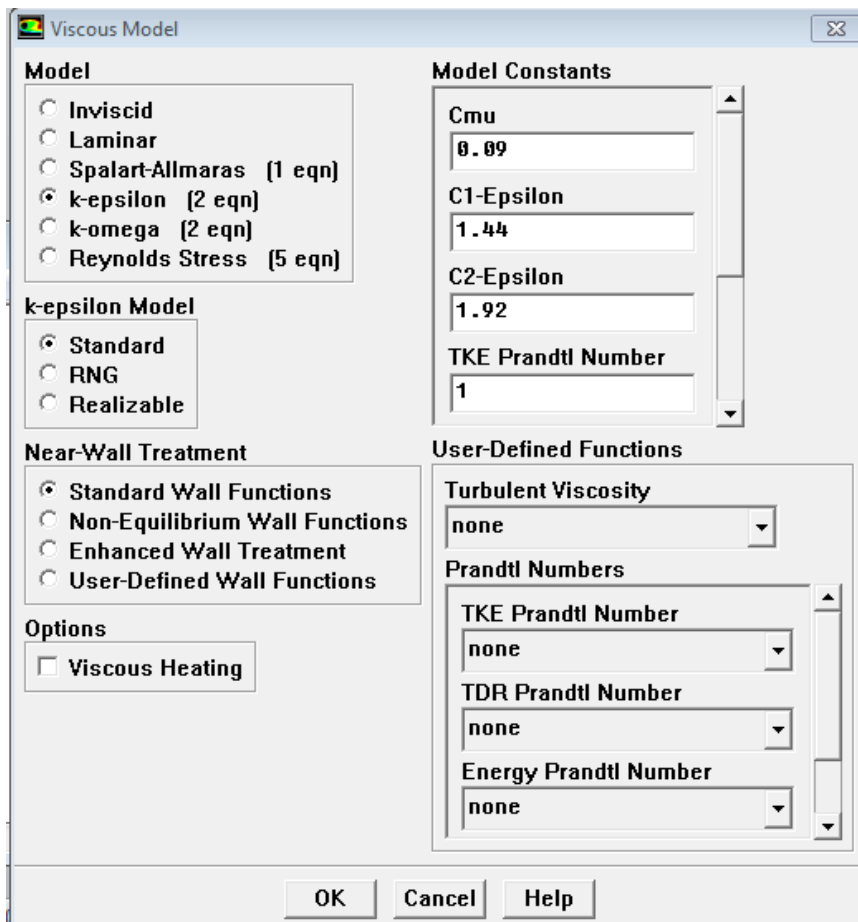 Viscous Model
Model
Inviscid
Laminar
Spalart-Allmaras (1 eqn)
k-epsilon (2 eqn)
k-omega (2 eqn)
Reynolds Stress (5 eqn)
k-epsilon Model
Standard
RNG
Realizable
Near-Wall Treatment
Standard Wall Functions
Non-Equilibrium Wall Functions
Enhanced Wall Treatment
User-Defined Wall Functions
Options
Viscous Heating
Model Constants
Cmu
0.09
C1-Epsilon
1.44
C2-Epsilon
1.92
TKE Prandtl Number
1
User-Defined Functions
Turbulent Viscosity
none
Prandtl Numbers
TKE Prandtl Number
none
TDR Prandtl Number
none
Energy Prandtl Number
none
OK Cancel Help